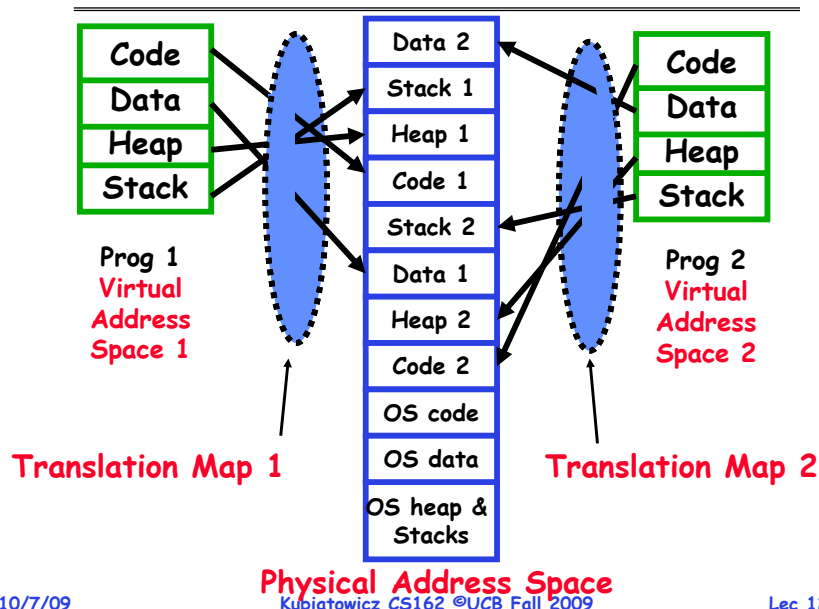 Code
Data
Heap
Stack
Prog 1
Virtual
Address
Space 1
Data 2
Stack 1
Heap 1
Code 1
Stack 2
Data 1
Heap 2
Code 2
OS code
OS data
OS heap &
Stacks
Code
Data
Heap
Stack
Prog 2
Virtual
Address
Space 2
Translation Map 1
Translation Map 2
Physical Address Space
10/7/09
Kubiatowicz CS162 ©UCB Fall 2009